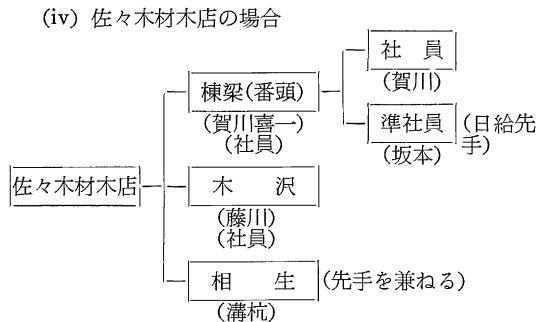 (iv) 佐々木材木店の場合
社　員
(賀川)
棟梁(番頭)
(賀川喜一)
(社員)
準社員
(日給先手)
(坂本)
佐々木材木店
木　沢
(藤川)
(社員)
相　生
(先手を兼ねる)
(溝杭)